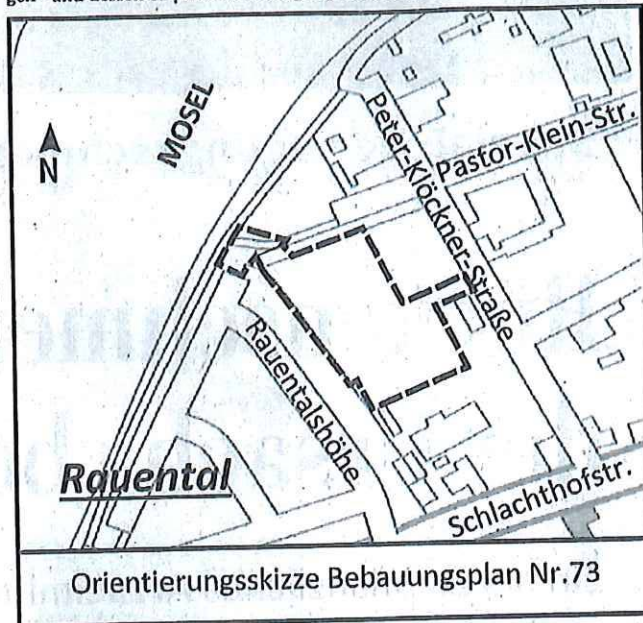 MOSEL
N
Peter-Klöckner-Straße
Pastor-Klein-Str.
Rauentalshöhe
Rauental
Schlachthofstr.
Orientierungsskizze Bebauungsplan Nr.73